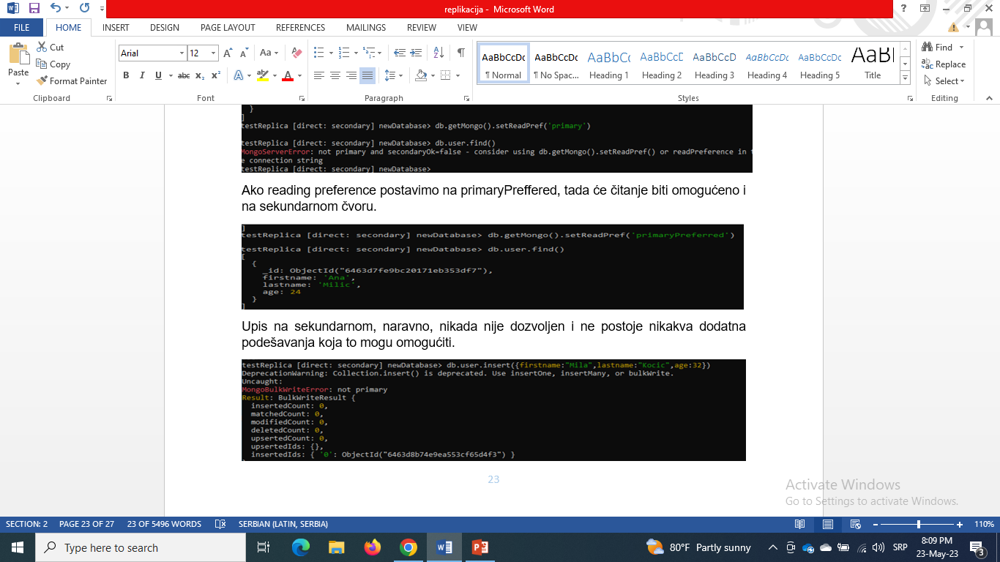 replikacija - Microsoft Word
FILE HOME INSERT DESIGN PAGE LAYOUT REFERENCES MAILINGS REVIEW VIEW
Paste
Cut
Copy
Format Painter
Clipboard
Arial 12
Font
Paragraph
AaBbCcDc AaBbCcDc AaBbCc AaBbCcD AaBbCcD AaBbCcDc AaBbCcDc AaBI
¶ Normal ¶ No Spac... Heading 1 Heading 2 Heading 3 Heading 4 Heading 5 Title
Styles
Find
Replace
Select
Editing
}
]
testReplica [direct: secondary] newDatabase> db.getMongo().setReadPref('primary')
testReplica [direct: secondary] newDatabase> db.user.find()
MongoServerError: not primary and secondaryOk=false - consider using db.getMongo().setReadPref() or readPreference in t
e connection string
testReplica [direct: secondary] newDatabase>
Ako reading preference postavimo na primaryPreffered, tada će čitanje biti omogućeno i
na sekundarnom čvoru.
]
testReplica [direct: secondary] newDatabase> db.getMongo().setReadPref('primaryPreferred')
testReplica [direct: secondary] newDatabase> db.user.find()
[
{
_id: ObjectId("6463d7fe9bc20171eb353df7"),
firstname: 'Ana',
lastname: 'Milic',
age: 24
}
]
Upis na sekundarnom, naravno, nikada nije dozvoljen i ne postoje nikakva dodatna
podešavanja koja to mogu omogućiti.
testReplica [direct: secondary] newDatabase> db.user.insert({firstname:"Mila",lastname:"Kocic",age:32})
DeprecationWarning: Collection.insert() is deprecated. Use insertOne, insertMany, or bulkWrite.
Uncaught:
MongoBulkWriteError: not primary
Result: BulkWriteResult {
insertedCount: 0,
matchedCount: 0,
modifiedCount: 0,
deletedCount: 0,
upsertedCount: 0,
upsertedIds: {},
insertedIds: { '0': ObjectId("6463d8b74e9ea553cf65d4f3") }
23
Activate Windows
Go to Settings to activate Windows.
SECTION: 2 PAGE 23 OF 27 23 OF 5496 WORDS SERBIAN (LATIN, SERBIA) 110%
Type here to search
80°F Partly sunny
SRP
8:09 PM
23-May-23
3